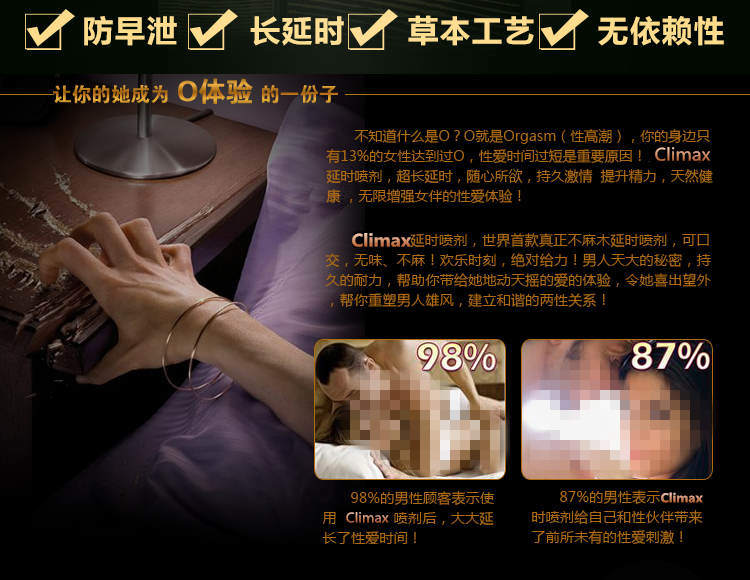 防早泄 长延时 草本工艺 无依赖性
让你的她成为 O体验 的一份子
不知道什么是O？O就是Orgasm（性高潮），你的身边只
有13%的女性达到过O，性爱时间过短是重要原因！ Climax
延时喷剂，超长延时，随心所欲，持久激情 提升精力，天然健
康 ，无限增强女伴的性爱体验！
Climax延时喷剂，世界首款真正不麻木延时喷剂，可口
交，无味、不麻！欢乐时刻，绝对给力！男人天大的秘密，持
久的耐力，帮助你带给她地动天摇的爱的体验，令她喜出望外
，帮你重塑男人雄风，建立和谐的两性关系！
98%
87%
98%的男性顾客表示使
用 Climax 喷剂后，大大延
长了性爱时间！
87%的男性表示Climax
时喷剂给自己和性伙伴带来
了前所未有的性爱刺激！